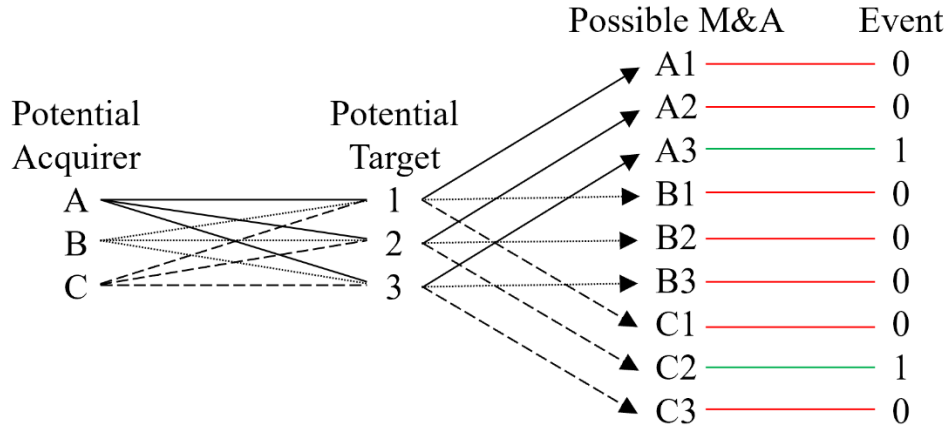 Possible M&A Event
A1 0
A2 0
Potential Acquirer
Potential Target
A3 1
A 1
B1 0
B 2
B2 0
C 3
B3 0
C1 0
C2 1
C3 0